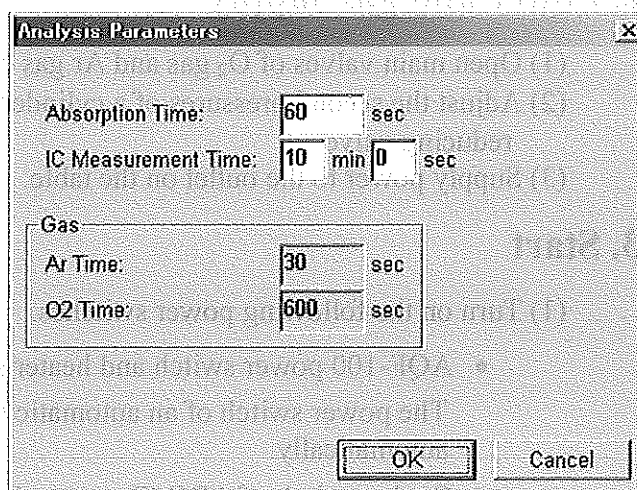 Analysis Parameters
Absorption Time: 60 sec
IC Measurement Time: 10 min 0 sec
Gas
Ar Time: 30 sec
O2 Time: 600 sec
OK Cancel